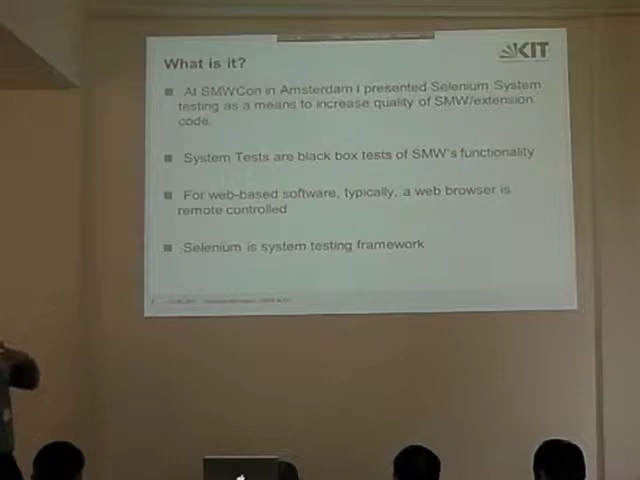 What is it?
KIT
At SMWCon in Amsterdam I presented Selenium System
testing as a means to increase quality of SMW/extension
code.
System Tests are black box tests of SMW's functionality
For web-based software, typically, a web browser is
remote controlled
Selenium is system testing framework